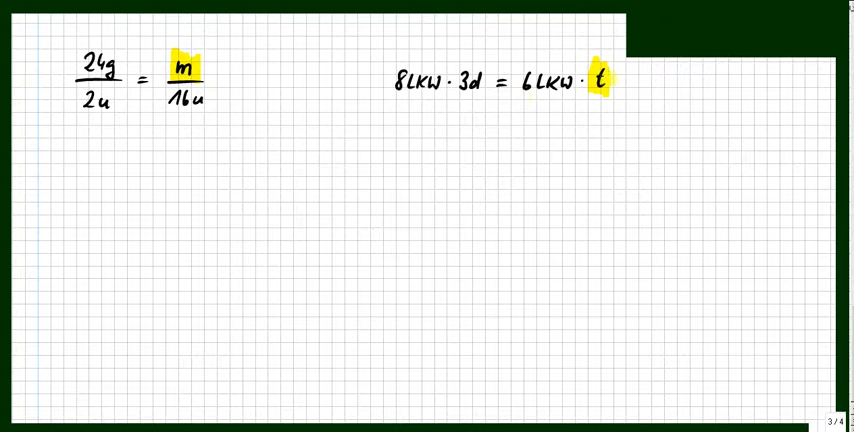 24g/2u = m/16u
8LKW · 3d = 6LKW · t
3/4